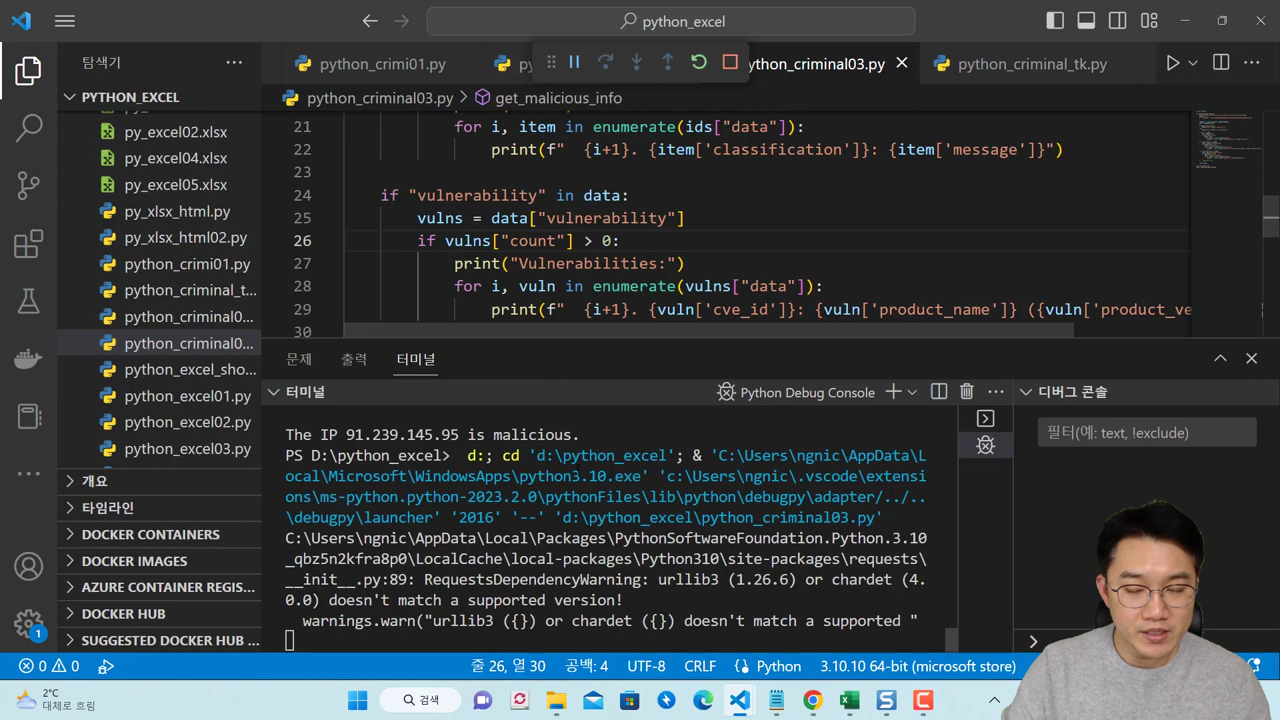 python_excel
탐색기
PYTHON_EXCEL
py_excel02.xlsx
py_excel04.xlsx
py_excel05.xlsx
py_xlsx_html.py
py_xlsx_html02.py
python_crimi01.py
python_criminal_t...
python_criminal0...
python_criminal0...
python_excel_sho...
python_excel01.py
python_excel02.py
python_excel03.py
개요
타임라인
DOCKER CONTAINERS
DOCKER IMAGES
AZURE CONTAINER REGIS...
DOCKER HUB
SUGGESTED DOCKER HUB ...
python_crimi01.py
py
ython_criminal03.py
python_criminal_tk.py
python_criminal03.py > get_malicious_info
21 for i, item in enumerate(ids["data"]):
22 print(f"  {i+1}. {item['classification']}: {item['message']}")
23
24 if "vulnerability" in data:
25 vulns = data["vulnerability"]
26 if vulns["count"] > 0:
27 print("Vulnerabilities:")
28 for i, vuln in enumerate(vulns["data"]):
29 print(f"  {i+1}. {vuln['cve_id']}: {vuln['product_name']} ({vuln['product_ve
30
문제 출력 터미널
터미널
Python Debug Console
디버그 콘솔
필터(예: text, !exclude)
The IP 91.239.145.95 is malicious.
PS D:\python_excel>  d:; cd 'd:\python_excel'; & 'C:\Users\ngnic\AppData\L
ocal\Microsoft\WindowsApps\python3.10.exe' 'c:\Users\ngnic\.vscode\extensi
ons\ms-python.python-2023.2.0\pythonFiles\lib\python\debugpy\adapter/../..
\debugpy\launcher' '2016' '--' 'd:\python_excel\python_criminal03.py'
C:\Users\ngnic\AppData\Local\Packages\PythonSoftwareFoundation.Python.3.10
_qbz5n2kfra8p0\LocalCache\local-packages\Python310\site-packages\requests\
__init__.py:89: RequestsDependencyWarning: urllib3 (1.26.6) or chardet (4.
0.0) doesn't match a supported version!
warnings.warn("urllib3 ({}) or chardet ({}) doesn't match a supported "
1
0 0 줄 26, 열 30 공백: 4 UTF-8 CRLF Python 3.10.10 64-bit (microsoft store)
2°C
대체로 흐림
검색